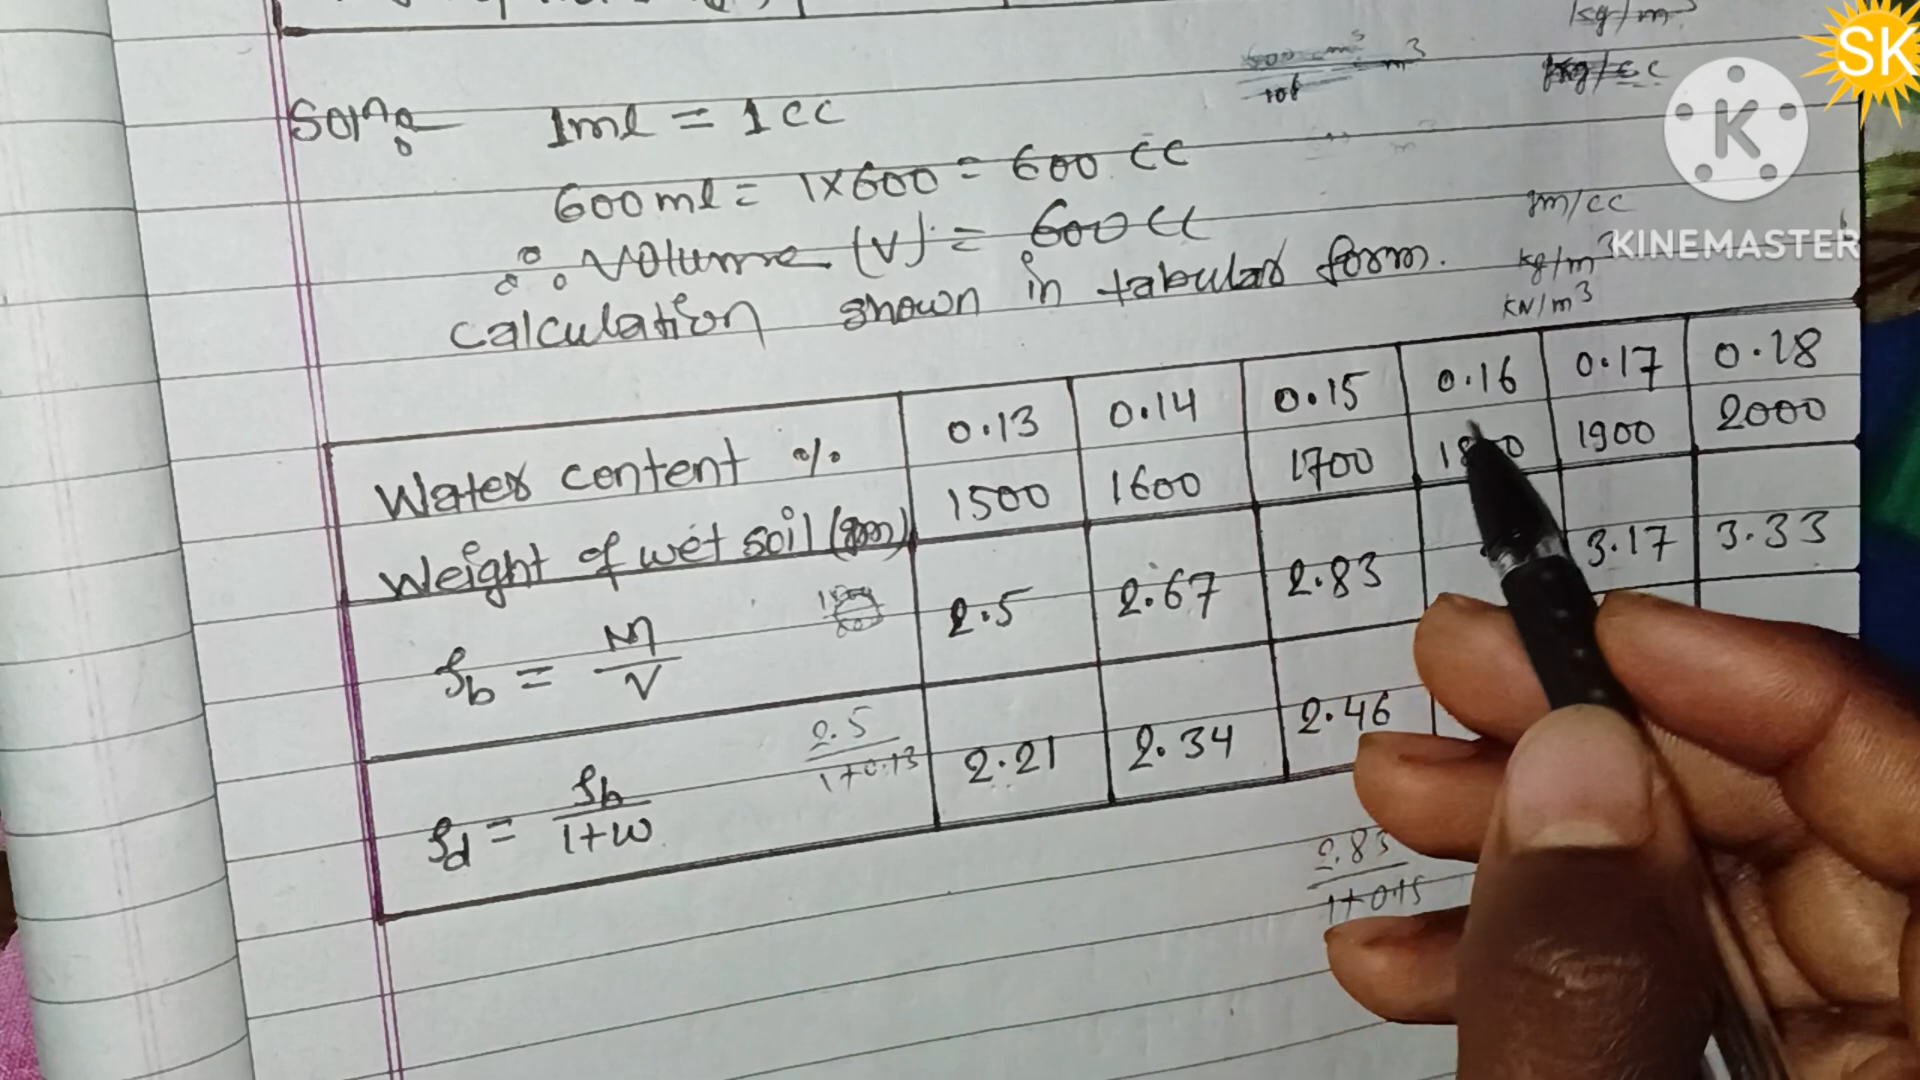 kg/m
SK
Soln:
1ml = 1cc
600ml = 1x600 = 600 cc
∴ Volume (V) = 600cc
gm/cc
kg/m³
KN/m³
K
KINEMASTER
calculation shown in tabular form.
Water content % 0.13 0.14 0.15 0.16 0.17 0.18
Weight of wet soil (gm) 1500 1600 1700 1800 1900 2000
ρb = M/V 2.5 2.67 2.83 3.17 3.33
2.5/1+0.13
ρd = ρb/1+w 2.21 2.34 2.46
2.83/1+0.15